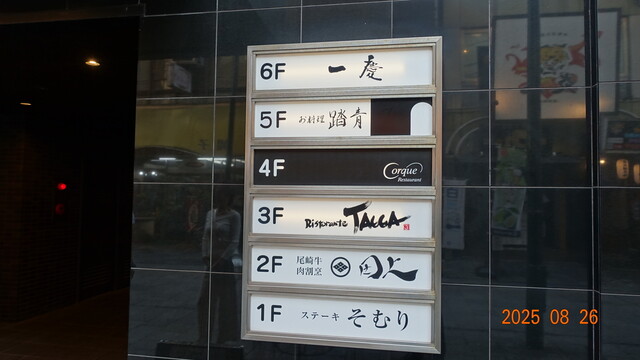 6F 一慶
5F お料理 踏青
4F Corque Restaurant
3F Ristorante TAKGA
2F 尾崎牛 肉割烹
1F ステーキ そむり
2025 08 26